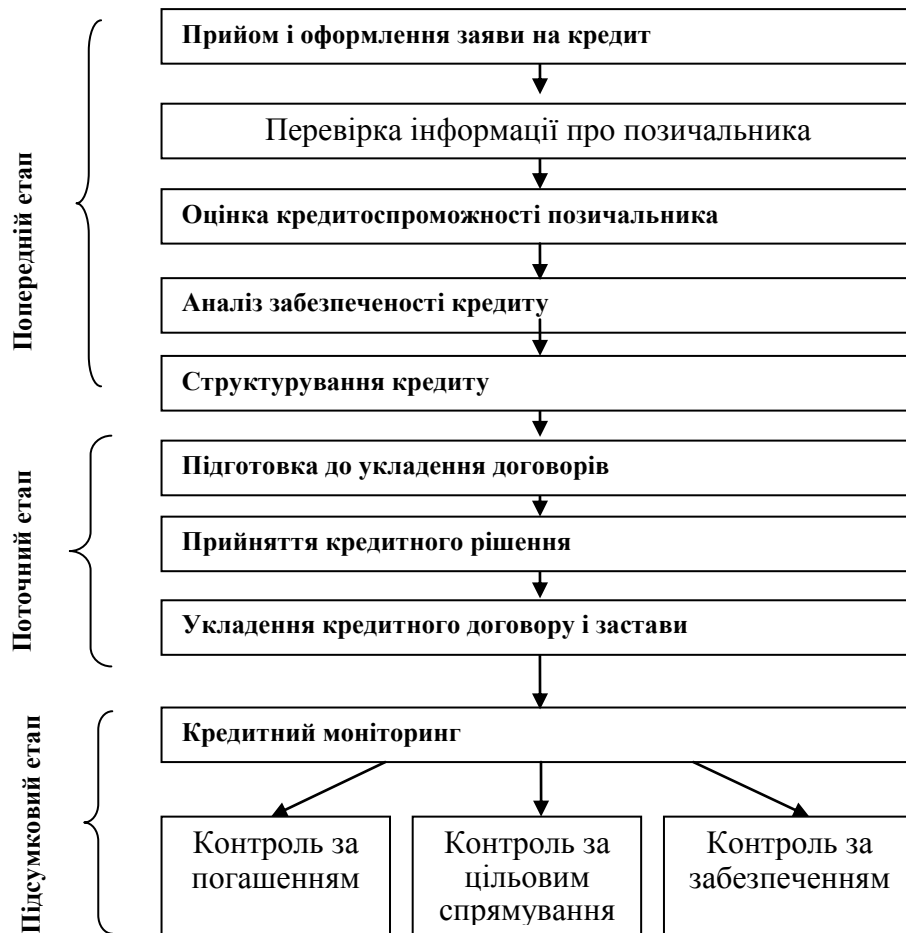 Попередній етап
Прийом і оформлення заяви на кредит
Перевірка інформації про позичальника
Оцінка кредитоспроможності позичальника
Аналіз забезпеченості кредиту
Структурування кредиту
Поточний етап
Підготовка до укладення договорів
Прийняття кредитного рішення
Укладення кредитного договору і застави
Підсумковий етап
Кредитний моніторинг
Контроль за
погашенням
Контроль за
цільовим
спрямування
Контроль за
забезпеченням